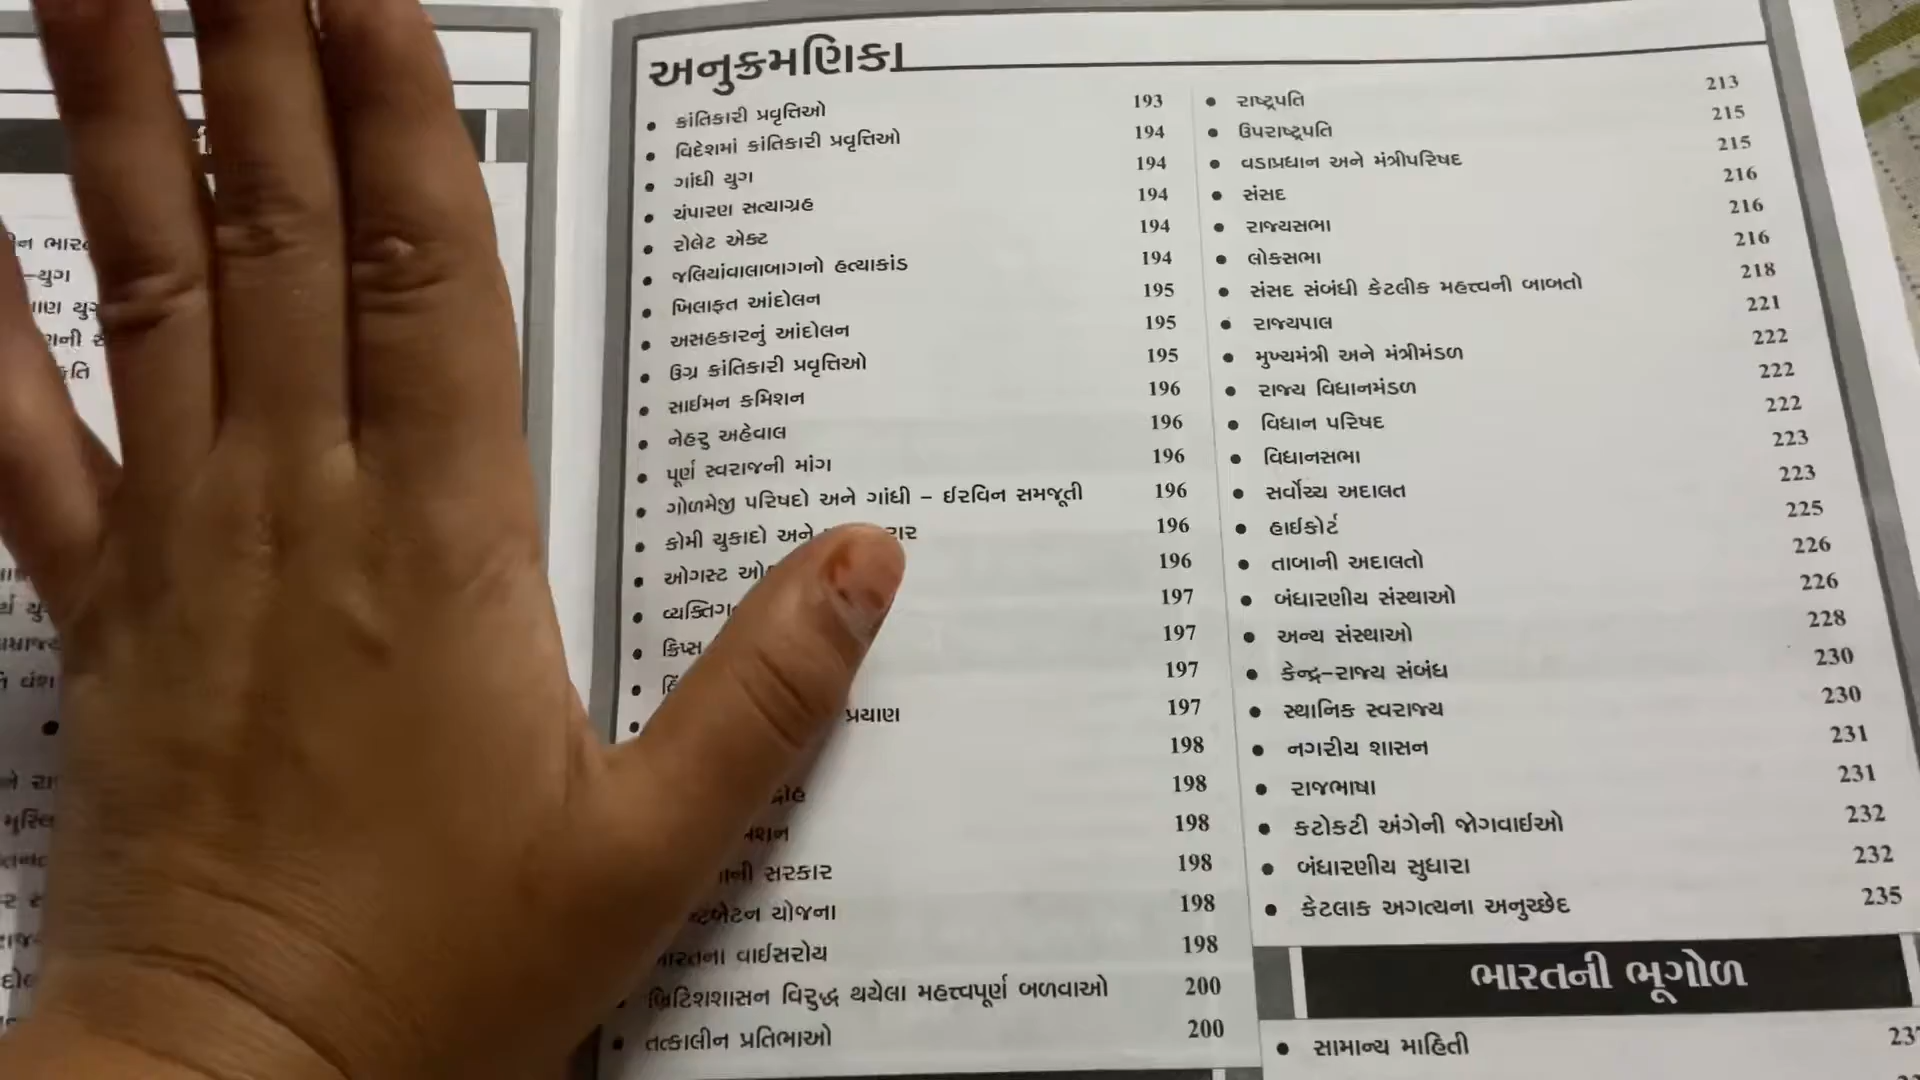 અનુક્રમણિકા
કાંતિકારી પ્રવૃત્તિઓ 193
વિદેશમાં કાંતિકારી પ્રવૃત્તિઓ 194
ગાંધી યુગ 194
ચંપારણ સત્યાગ્રહ 194
રોલેટ એક્ટ 194
જલિયાંવાલાબાગનો હત્યાકાંડ 194
ખિલાફત આંદોલન 195
અસહકારનું આંદોલન 195
ઉગ્ર કાંતિકારી પ્રવૃત્તિઓ 195
સાઈમન કમિશન 196
નેહરુ અહેવાલ 196
પૂર્ણ સ્વરાજની માંગ 196
ગોળમેજી પરિષદો અને ગાંધી – ઈરવિન સમજૂતી 196
કોમી ચુકાદો અને 196
ઓગસ્ટ 196
197
ક્રિપ્સ 197
197
પ્રયાણ 197
198
198
198
સરકાર 198
યોજના 198
વાઈસરોય 198
બ્રિટિશશાસન વિરુદ્ધ થયેલા મહત્ત્વપૂર્ણ બળવાઓ 200
તત્કાલીન પ્રતિભાઓ 200
રાષ્ટ્રપતિ 213
ઉપરાષ્ટ્રપતિ 215
વડાપ્રધાન અને મંત્રીપરિષદ 215
સંસદ 216
રાજ્યસભા 216
લોકસભા 216
સંસદ સંબંધી કેટલીક મહત્ત્વની બાબતો 218
રાજ્યપાલ 221
મુખ્યમંત્રી અને મંત્રીમંડળ 222
રાજ્ય વિધાનમંડળ 222
વિધાન પરિષદ 222
વિધાનસભા 223
સર્વોચ્ચ અદાલત 223
હાઈકોર્ટ 225
તાબાની અદાલતો 226
બંધારણીય સંસ્થાઓ 226
અન્ય સંસ્થાઓ 228
કેન્દ્ર–રાજ્ય સંબંધ 230
સ્થાનિક સ્વરાજ્ય 230
નગરીય શાસન 231
રાજભાષા 231
કટોકટી અંગેની જોગવાઈઓ 232
બંધારણીય સુધારા 232
કેટલાક અગત્યના અનુચ્છેદ 235
ભારતની ભૂગોળ
સામાન્ય માહિતી